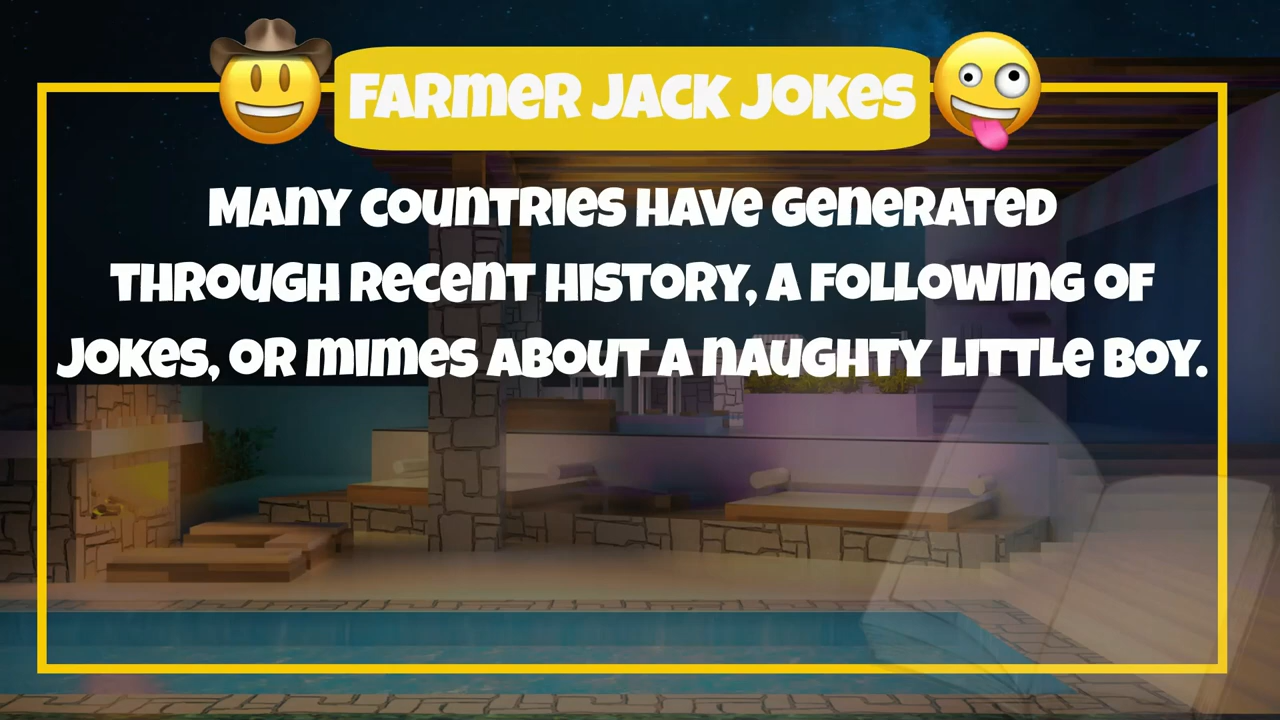 Farmer Jack Jokes
Many countries have generated
through recent history, a following of
jokes, or mimes about a naughty little boy.